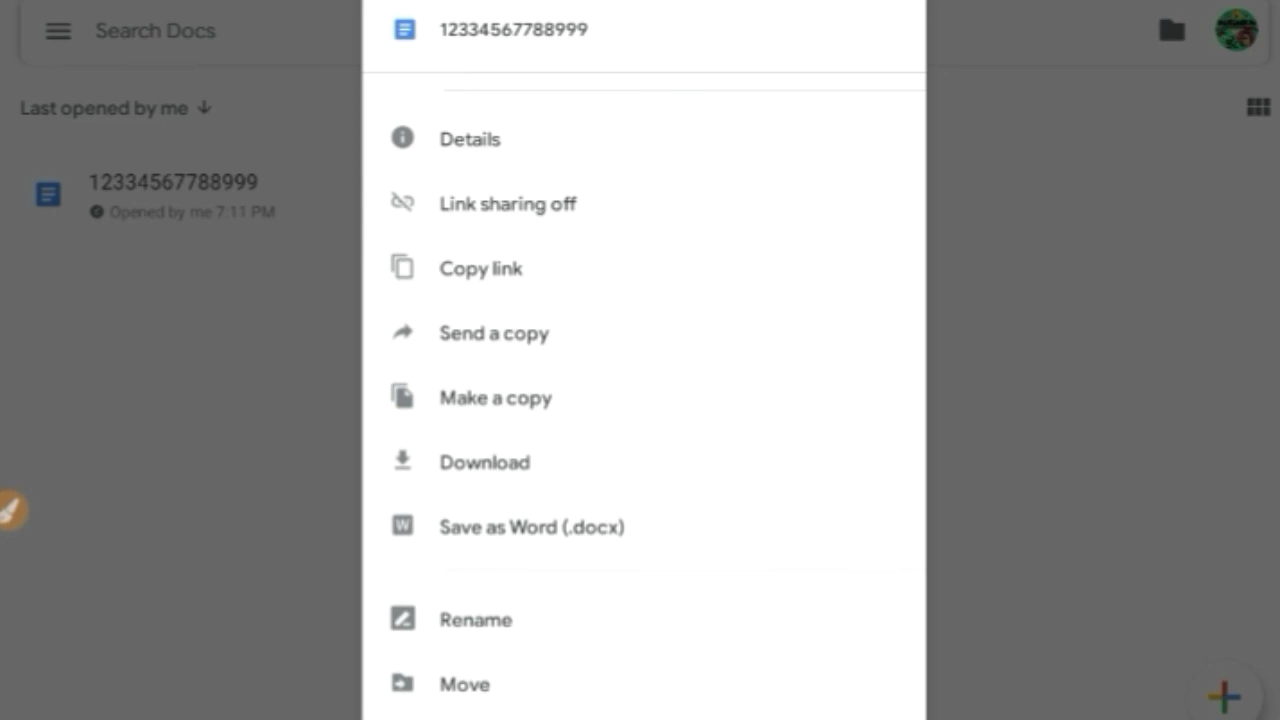 Search Docs
Last opened by me
12334567788999
Opened by me 7:11 PM
12334567788999
Details
Link sharing off
Copy link
Send a copy
Make a copy
Download
W
Save as Word (.docx)
Rename
Move